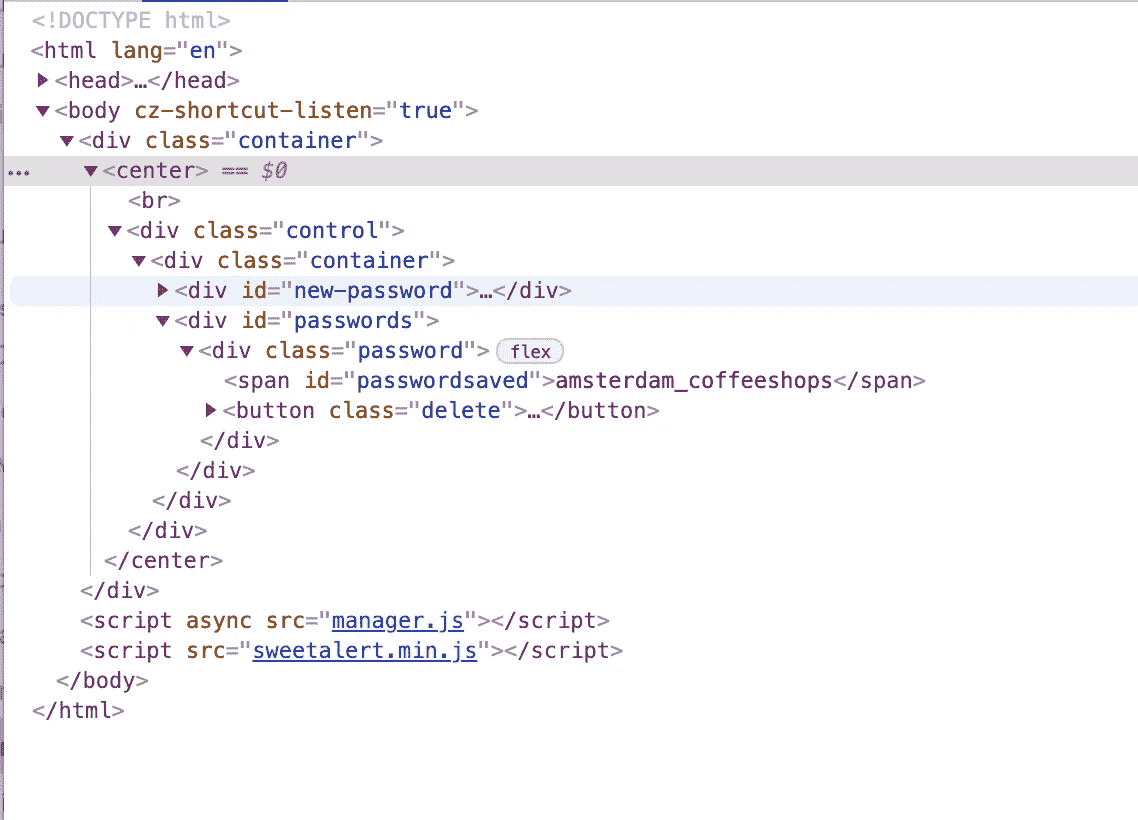 <!DOCTYPE html>
<html lang="en">
<head>…</head>
<body cz-shortcut-listen="true">
<div class="container">
<center> == $0
<br>
<div class="control">
<div class="container">
<div id="new-password">…</div>
<div id="passwords">
<div class="password"> flex
<span id="passwordsaved">amsterdam_coffeeshops</span>
<button class="delete">…</button>
</div>
</div>
</div>
</div>
</center>
</div>
<script async src="manager.js"></script>
<script src="sweetalert.min.js"></script>
</body>
</html>